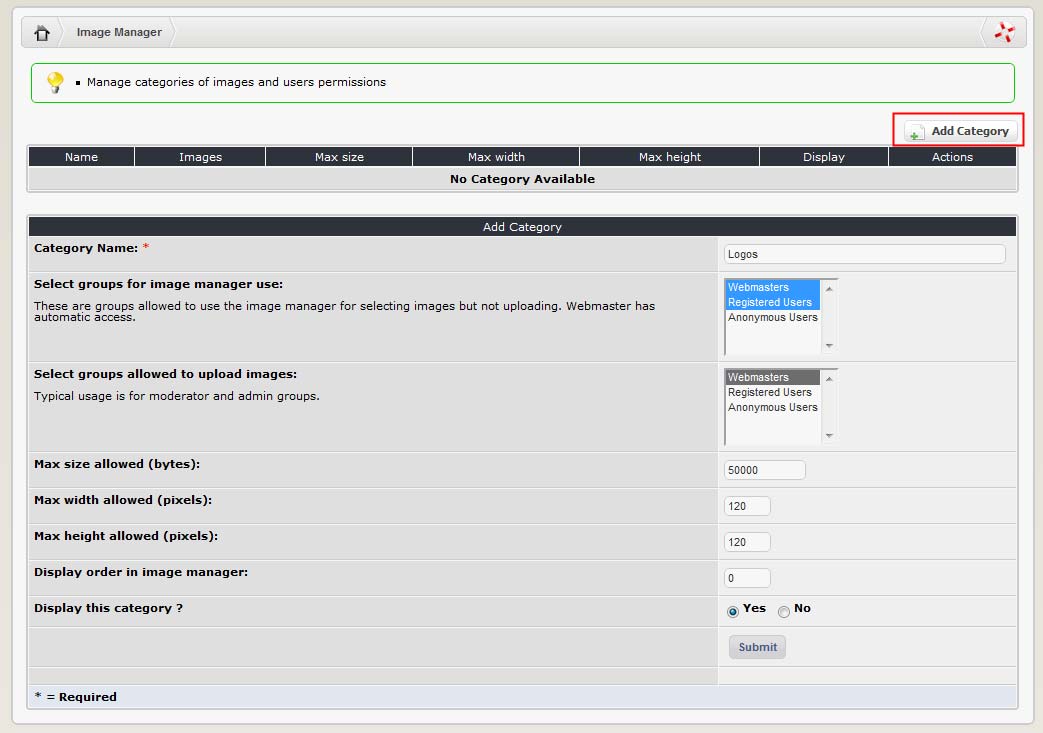 Image Manager
Manage categories of images and users permissions
Add Category
Name Images Max size Max width Max height Display Actions
No Category Available
Add Category
Category Name: *
Logos
Select groups for image manager use:
These are groups allowed to use the image manager for selecting images but not uploading. Webmaster has
automatic access.
Webmasters
Registered Users
Anonymous Users
Select groups allowed to upload images:
Typical usage is for moderator and admin groups.
Webmasters
Registered Users
Anonymous Users
Max size allowed (bytes):
50000
Max width allowed (pixels):
120
Max height allowed (pixels):
120
Display order in image manager:
0
Display this category ?
Yes No
Submit
* = Required